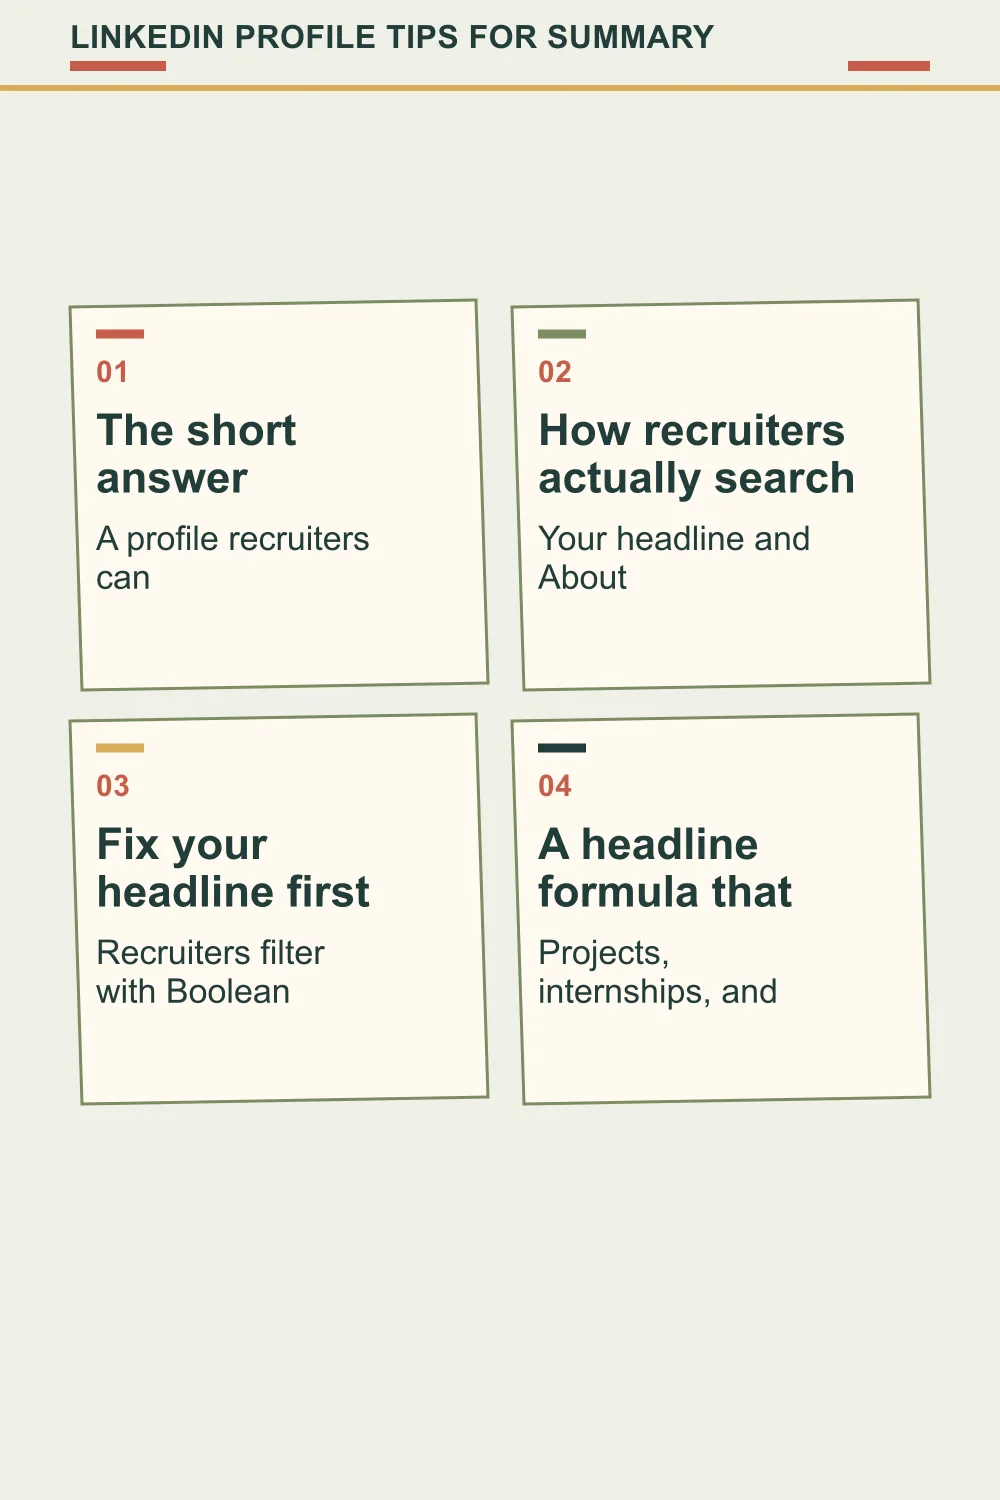 LINKEDIN PROFILE TIPS FOR SUMMARY
01
The short
answer
A profile recruiters
can
02
How recruiters
actually search
Your headline and
About
03
Fix your
headline first
Recruiters filter
with Boolean
04
A headline
formula that
Projects,
internships, and